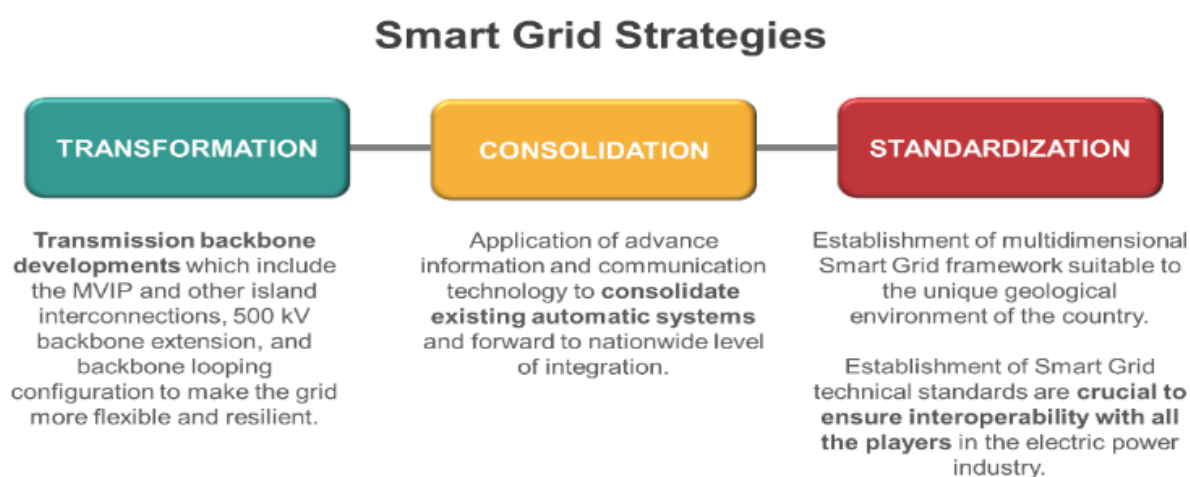 Smart Grid Strategies
TRANSFORMATION
Transmission backbone
developments which include
the MVIP and other island
interconnections, 500 kV
backbone extension, and
backbone looping
configuration to make the grid
more flexible and resilient.
CONSOLIDATION
Application of advance
information and communication
technology to consolidate
existing automatic systems
and forward to nationwide level
of integration.
STANDARDIZATION
Establishment of multidimensional
Smart Grid framework suitable to
the unique geological
environment of the country.
Establishment of Smart Grid
technical standards are crucial to
ensure interoperability with all
the players in the electric power
industry.